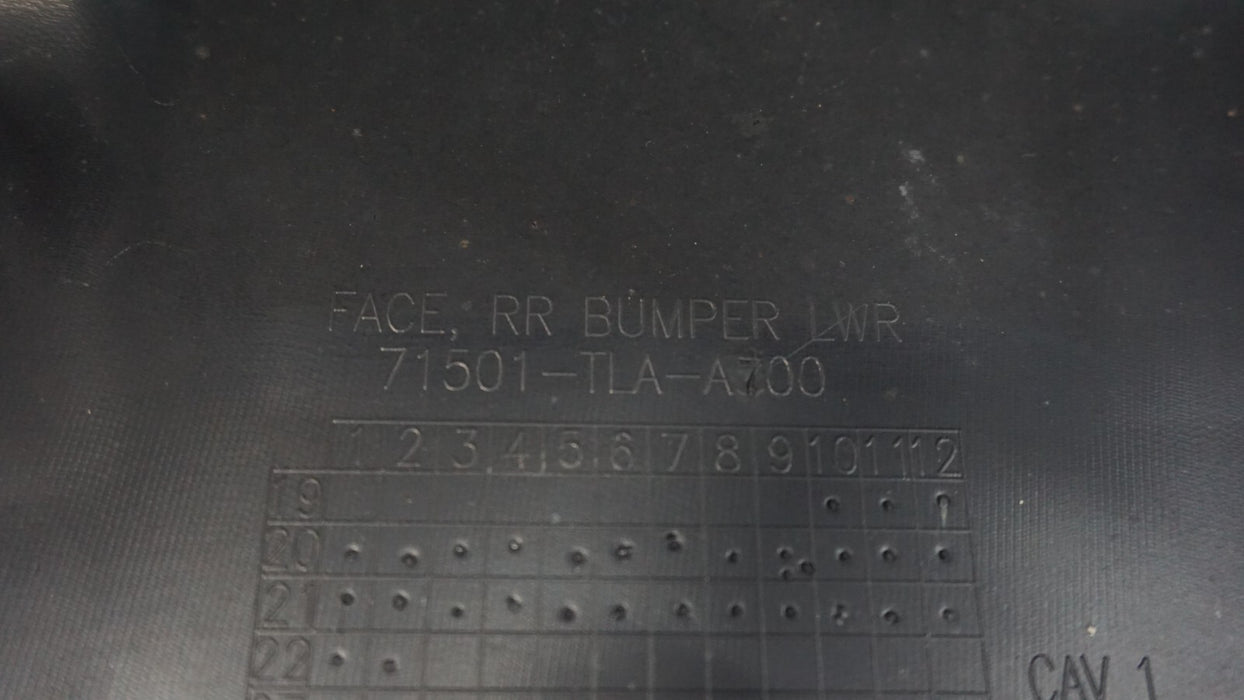 FACE, RR BUMPER LWR
71501-TLA-A700
1 2 3 4 5 6 7 8 9 10 11 12
19
20
21
22
CAV 1